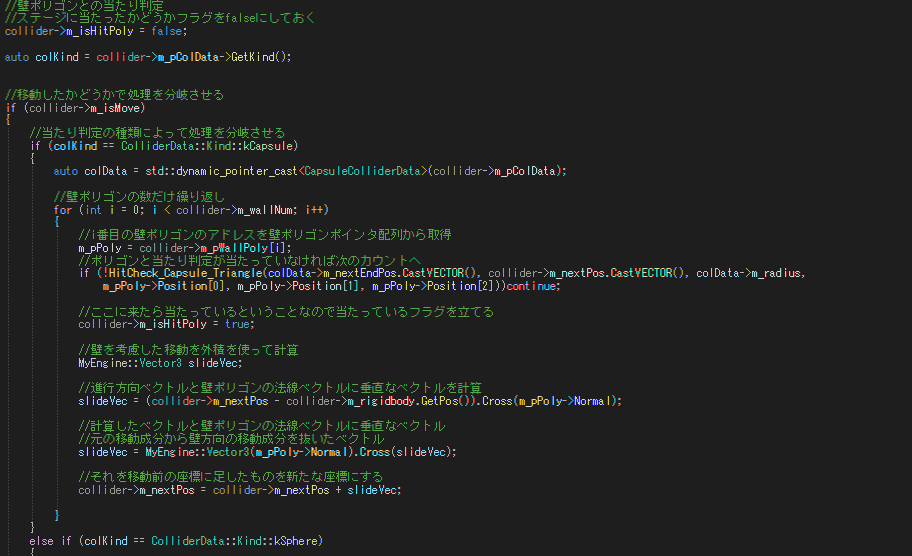 //壁ポリゴンとの当たり判定
//ステージに当たったかどうかフラグをfalseにしておく
collider->m_isHitPoly = false;
auto colKind = collider->m_pColData->GetKind();
//移動したかどうかで処理を分岐させる
if (collider->m_isMove)
{
//当たり判定の種類によって処理を分岐させる
if (colKind == ColliderData::Kind::kCapsule)
{
auto colData = std::dynamic_pointer_cast<CapsuleColliderData>(collider->m_pColData);
//壁ポリゴンの数だけ繰り返し
for (int i = 0; i < collider->m_wallNum; i++)
{
//i番目の壁ポリゴンのアドレスを壁ポリゴンポインタ配列から取得
m_pPoly = collider->m_pWallPoly[i];
//ポリゴンと当たり判定が当たっていなければ次のカウントへ
if (!HitCheck_Capsule_Triangle(colData->m_nextEndPos.CastVECTOR(), collider->m_nextPos.CastVECTOR(), colData->m_radius,
m_pPoly->Position[0], m_pPoly->Position[1], m_pPoly->Position[2]))continue;
//ここに来たら当たっているということなので当たっているフラグを立てる
collider->m_isHitPoly = true;
//壁を考慮した移動を外積を使って計算
MyEngine::Vector3 slideVec;
//進行方向ベクトルと壁ポリゴンの法線ベクトルに垂直なベクトルを計算
slideVec = (collider->m_nextPos - collider->m_rigidbody.GetPos()).Cross(m_pPoly->Normal);
//計算したベクトルと壁ポリゴンの法線ベクトルに垂直なベクトル
//元の移動成分から壁方向の移動成分を抜いたベクトル
slideVec = MyEngine::Vector3(m_pPoly->Normal).Cross(slideVec);
//それを移動前の座標に足したものを新たな座標にする
collider->m_nextPos = collider->m_nextPos + slideVec;
}
}
else if (colKind == ColliderData::Kind::kSphere)
{